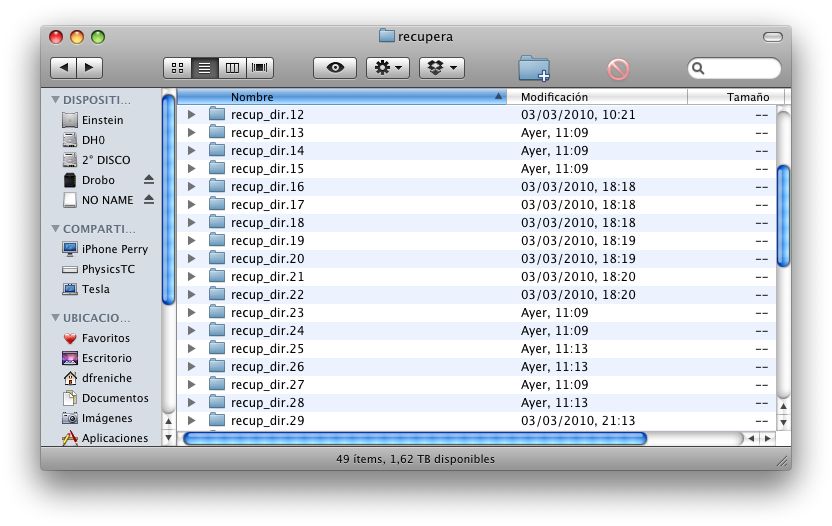 recupera
Nombre Modificación Tamaño
DISPOSITI...
Einstein
DH0
2° DISCO
Drobo
NO NAME
COMPARTI...
iPhone Perry
PhysicsTC
Tesla
UBICACIO...
Favoritos
Escritorio
dfreniche
Documentos
Imágenes
Aplicaciones
recup_dir.12 03/03/2010, 10:21 --
recup_dir.13 Ayer, 11:09 --
recup_dir.14 Ayer, 11:09 --
recup_dir.15 Ayer, 11:09 --
recup_dir.16 03/03/2010, 18:18 --
recup_dir.17 03/03/2010, 18:18 --
recup_dir.18 03/03/2010, 18:18 --
recup_dir.19 03/03/2010, 18:19 --
recup_dir.20 03/03/2010, 18:19 --
recup_dir.21 03/03/2010, 18:20 --
recup_dir.22 03/03/2010, 18:20 --
recup_dir.23 Ayer, 11:09 --
recup_dir.24 Ayer, 11:09 --
recup_dir.25 Ayer, 11:13 --
recup_dir.26 Ayer, 11:13 --
recup_dir.27 Ayer, 11:09 --
recup_dir.28 Ayer, 11:13 --
recup_dir.29 03/03/2010, 21:13 --
49 ítems, 1,62 TB disponibles